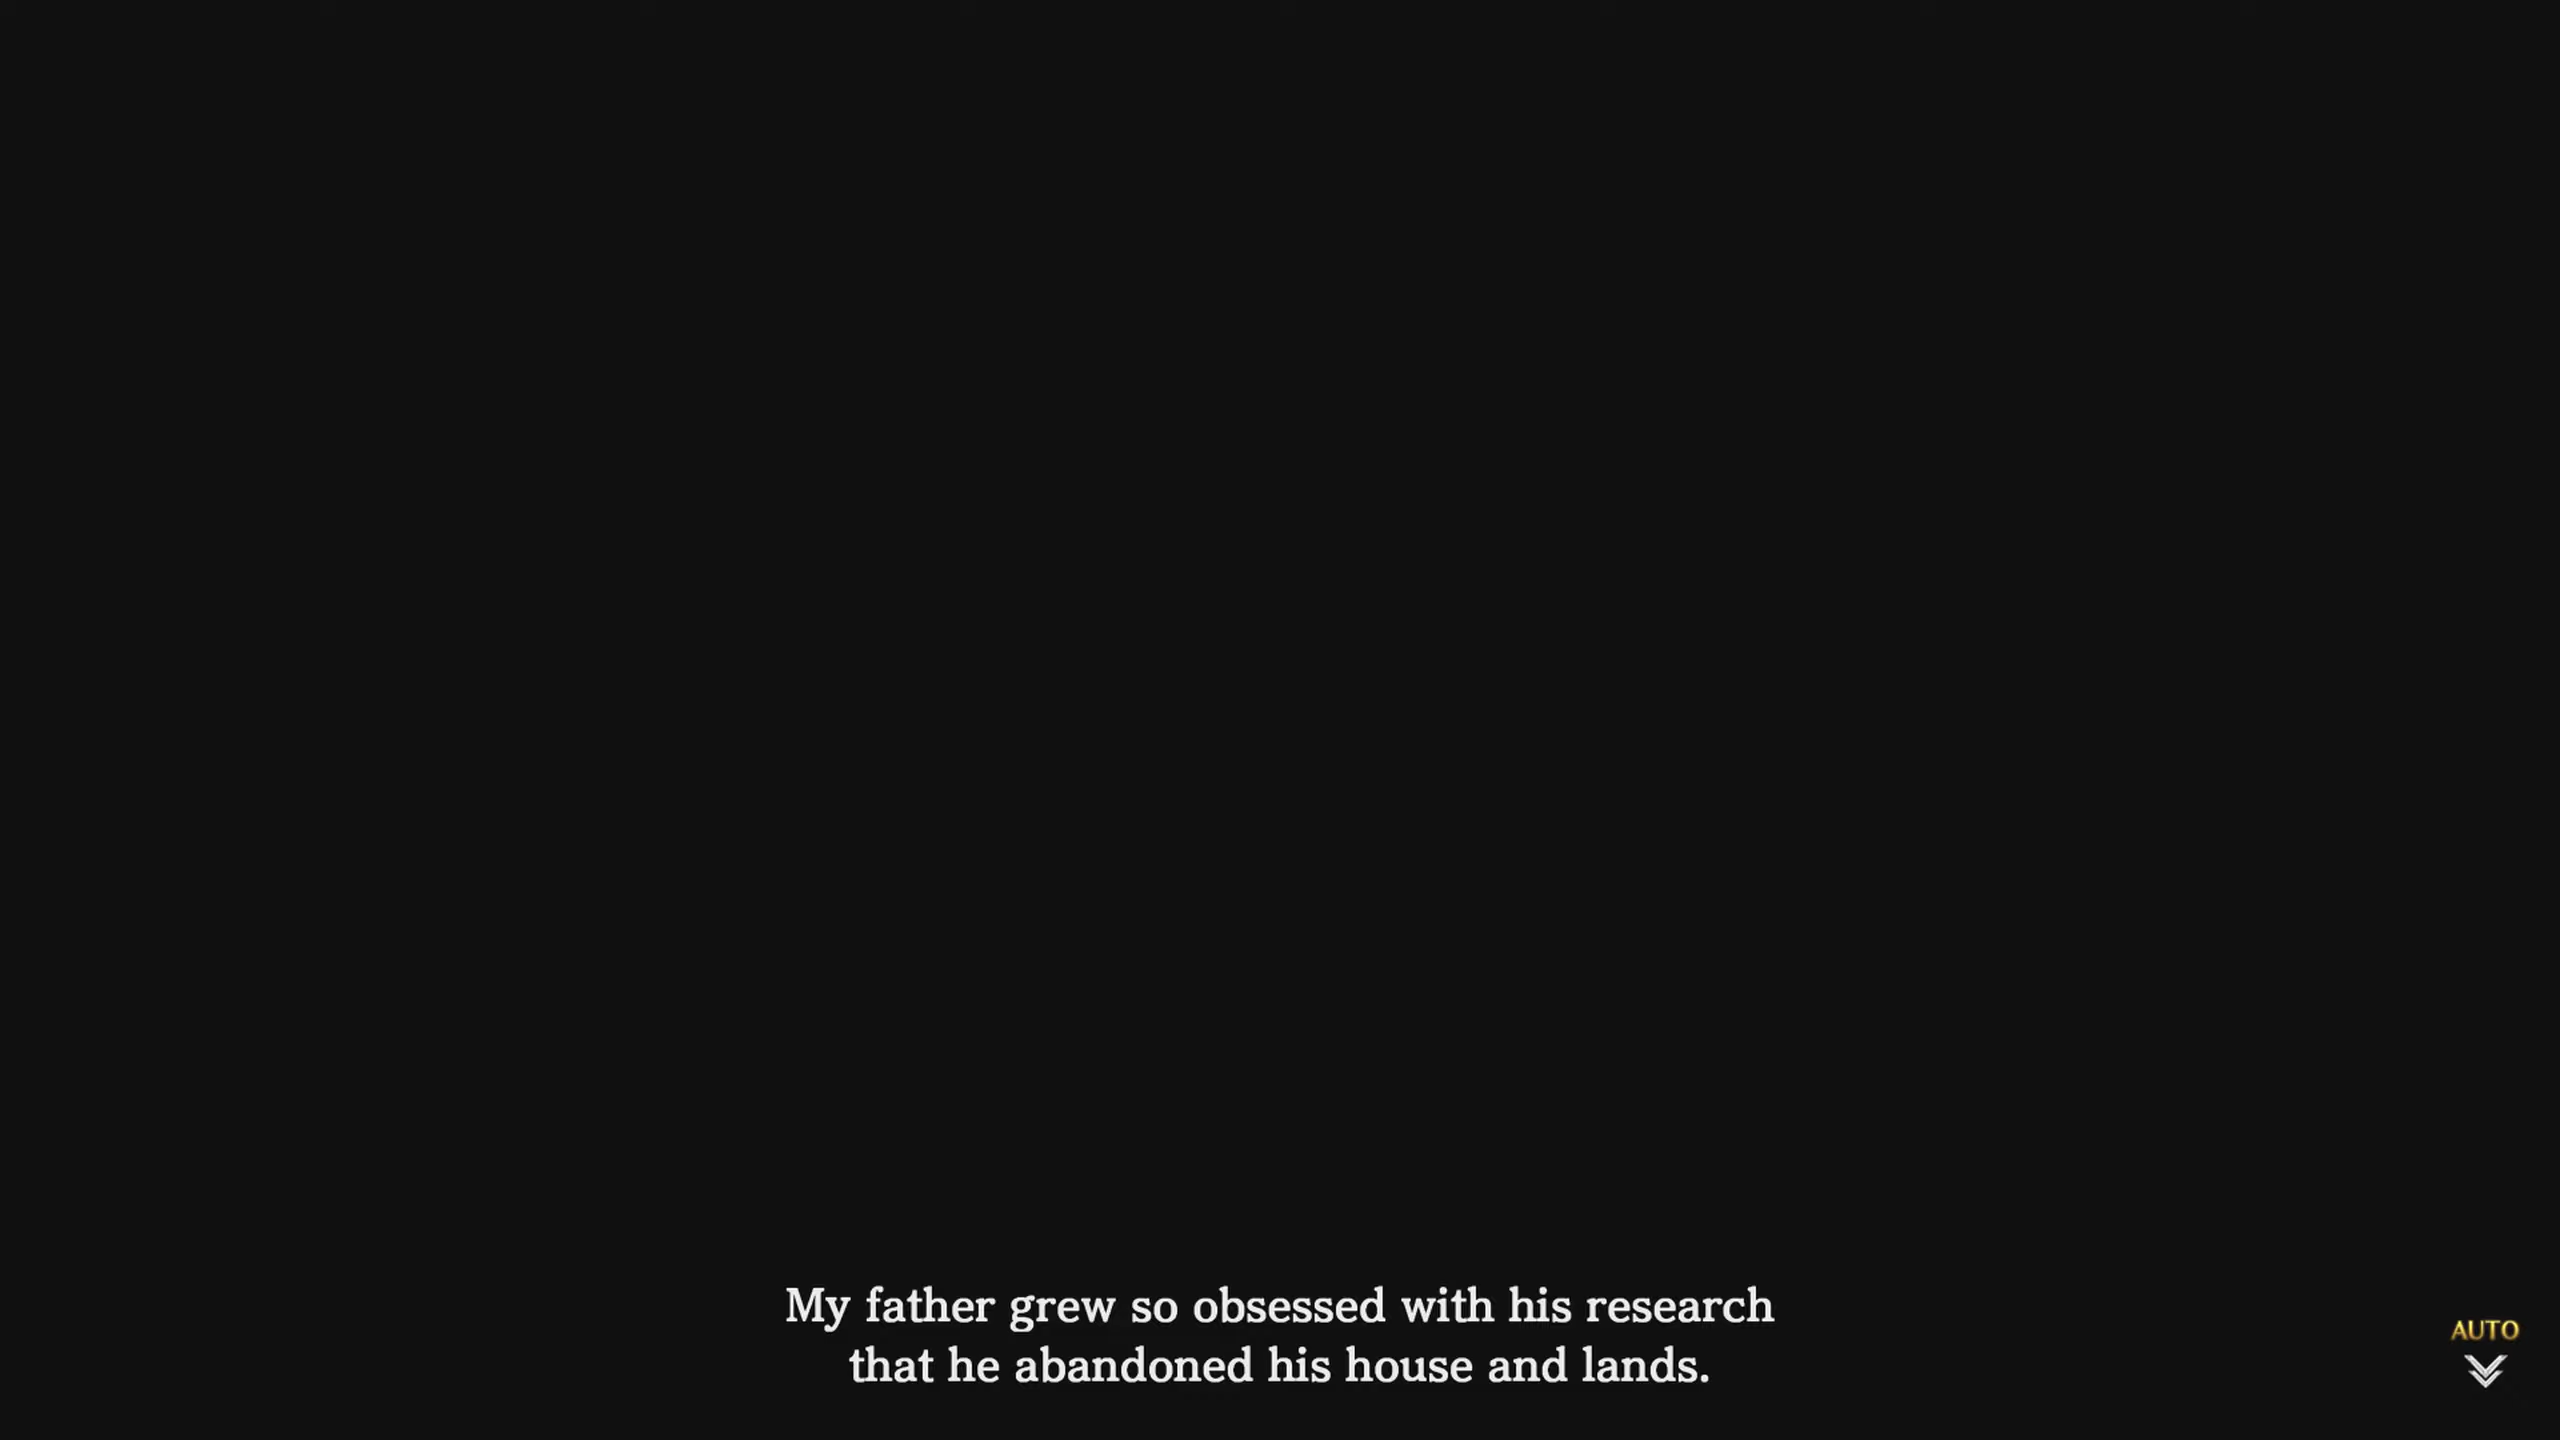 My father grew so obsessed with his research
that he abandoned his house and lands.
AUTO